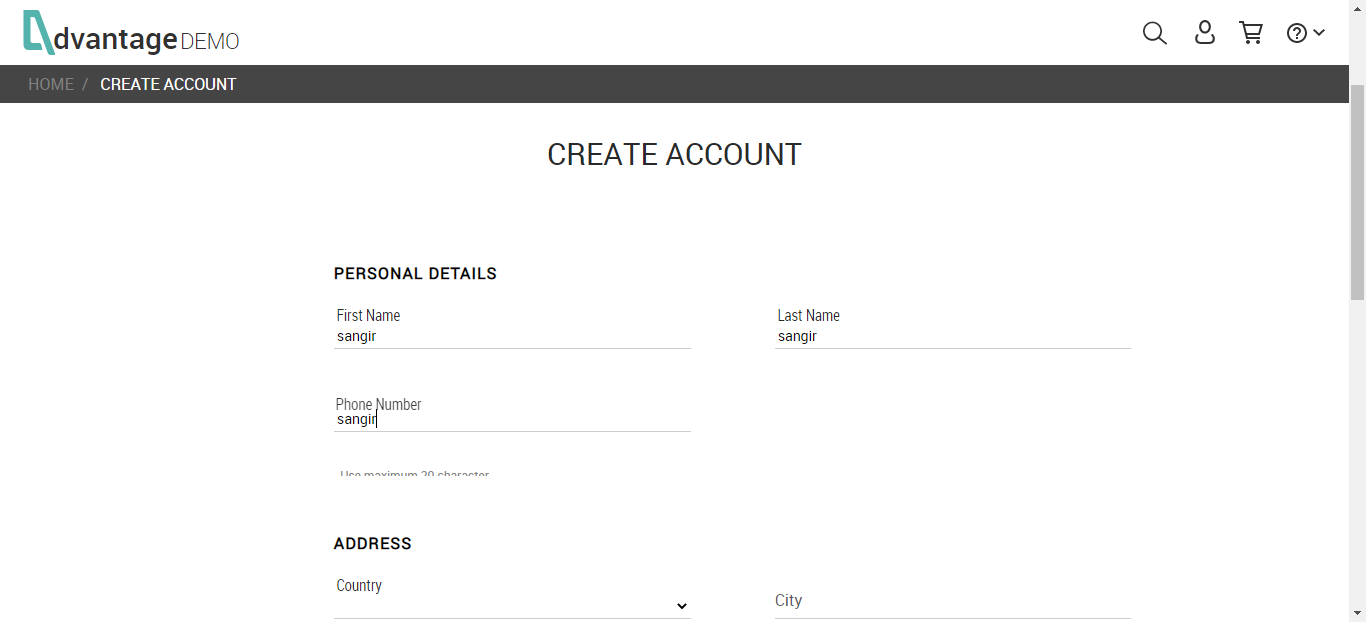 dvantage DEMO
HOME / CREATE ACCOUNT
CREATE ACCOUNT
PERSONAL DETAILS
First Name
Last Name
sangir
sangir
Phone Number
sangir
Use maximum 20 character
ADDRESS
Country
City